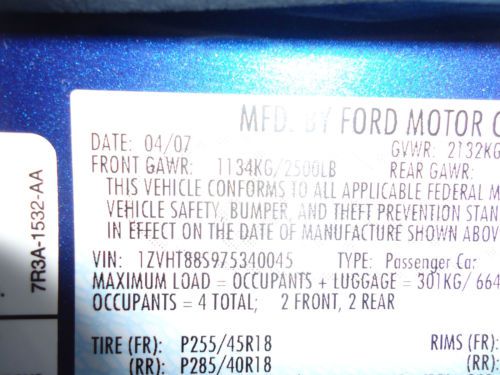 MFD. BY FORD MOTOR C
DATE: 04/07 GVWR: 2132KG
FRONT GAWR: 1134KG/2500LB REAR GAWR:
THIS VEHICLE CONFORMS TO ALL APPLICABLE FEDERAL M
VEHICLE SAFETY, BUMPER, AND THEFT PREVENTION STAN
IN EFFECT ON THE DATE OF MANUFACTURE SHOWN ABOV
VIN: 1ZVHT88S975340045 TYPE: Passenger Car
MAXIMUM LOAD = OCCUPANTS + LUGGAGE = 301KG/ 664
OCCUPANTS = 4 TOTAL; 2 FRONT, 2 REAR
TIRE (FR): P255/45R18 RIMS (FR):
(RR): P285/40R18 (RR):
7R3A-1532-AA